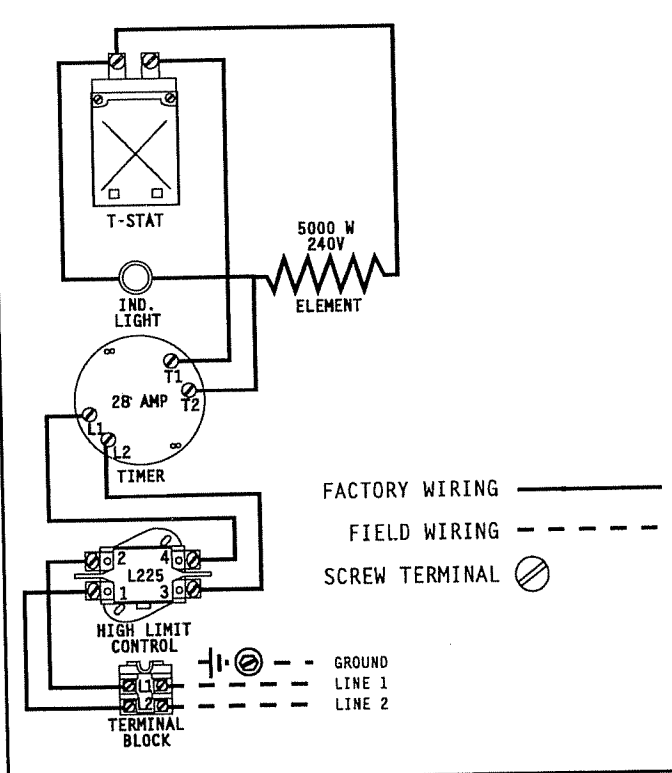 T-STAT
5000 W
240V
ELEMENT
IND.
LIGHT
T1
T2
28 AMP
L1
L2
TIMER
FACTORY WIRING
FIELD WIRING
SCREW TERMINAL
2 4
L225
1 3
HIGH LIMIT
CONTROL
GROUND
L1 LINE 1
L2 LINE 2
TERMINAL
BLOCK